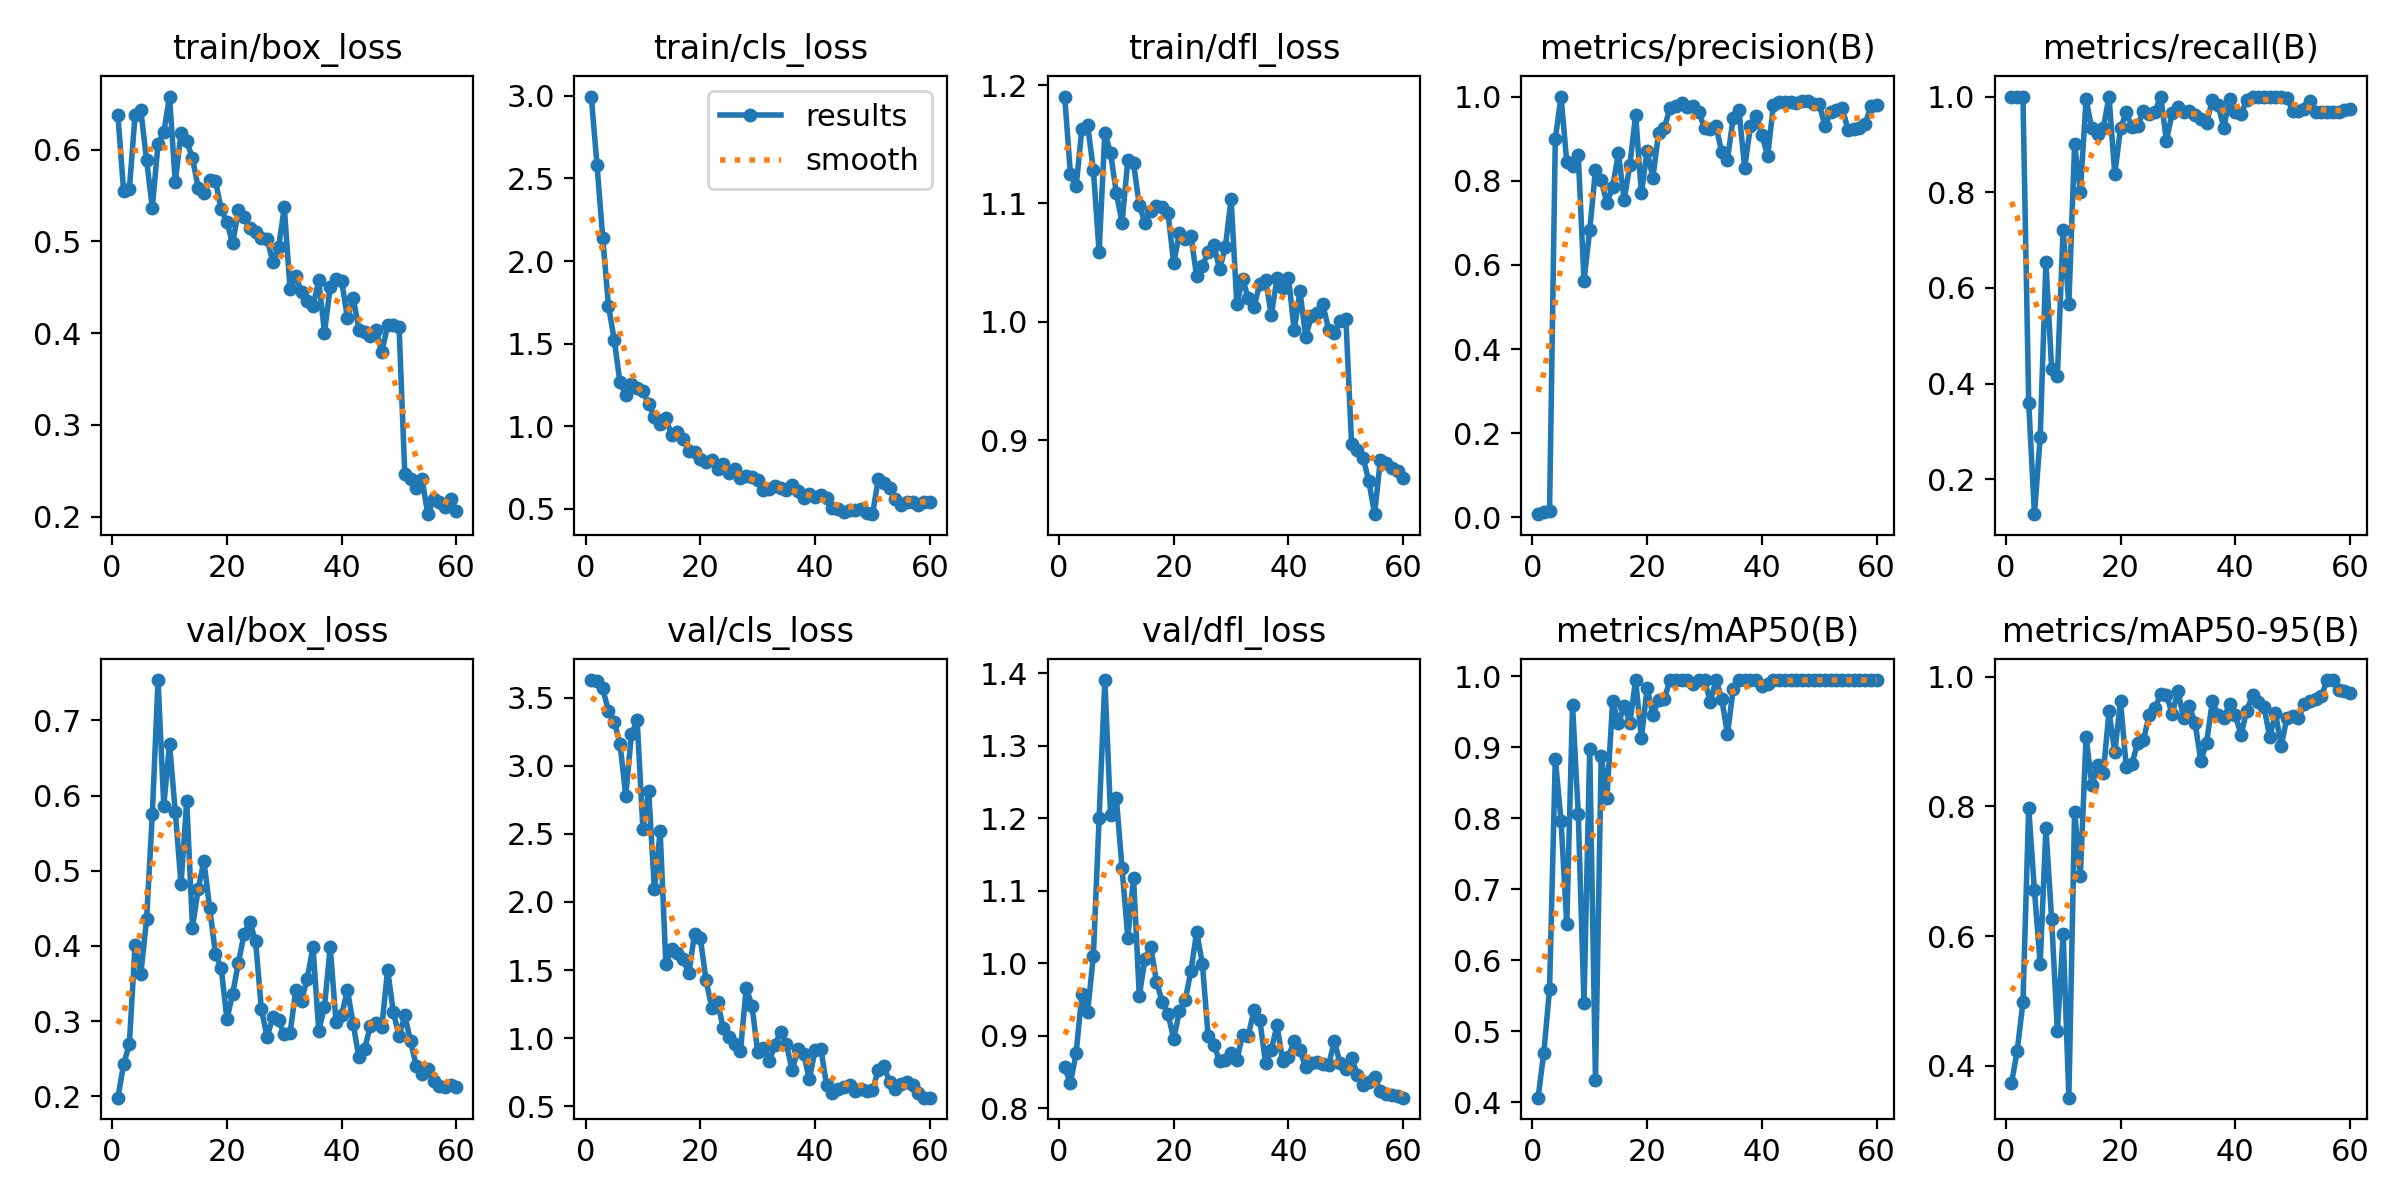 train/box_loss
train/cls_loss
train/dfl_loss
metrics/precision(B)
metrics/recall(B)
0.6
0.5
0.4
0.3
0.2
0 20 40 60
3.0
2.5
2.0
1.5
1.0
0.5
results
smooth
0 20 40 60
1.2
1.1
1.0
0.9
0 20 40 60
1.0
0.8
0.6
0.4
0.2
0.0
0 20 40 60
1.0
0.8
0.6
0.4
0.2
0 20 40 60
val/box_loss
val/cls_loss
val/dfl_loss
metrics/mAP50(B)
metrics/mAP50-95(B)
0.7
0.6
0.5
0.4
0.3
0.2
0 20 40 60
3.5
3.0
2.5
2.0
1.5
1.0
0.5
0 20 40 60
1.4
1.3
1.2
1.1
1.0
0.9
0.8
0 20 40 60
1.0
0.9
0.8
0.7
0.6
0.5
0.4
0 20 40 60
1.0
0.8
0.6
0.4
0 20 40 60